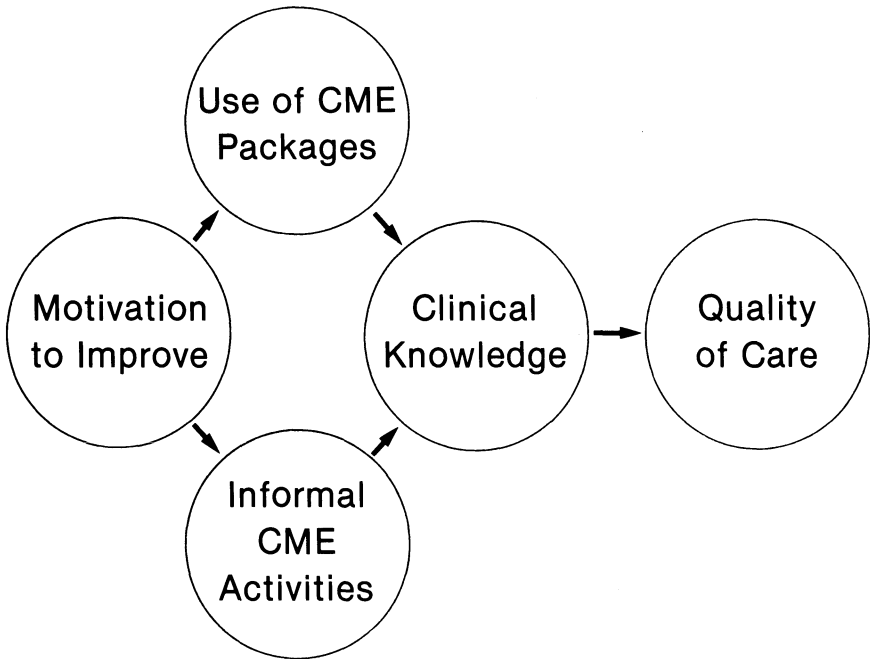 Use of CME
Packages
Motivation
to Improve
Clinical
Knowledge
Quality
of Care
Informal
CME
Activities